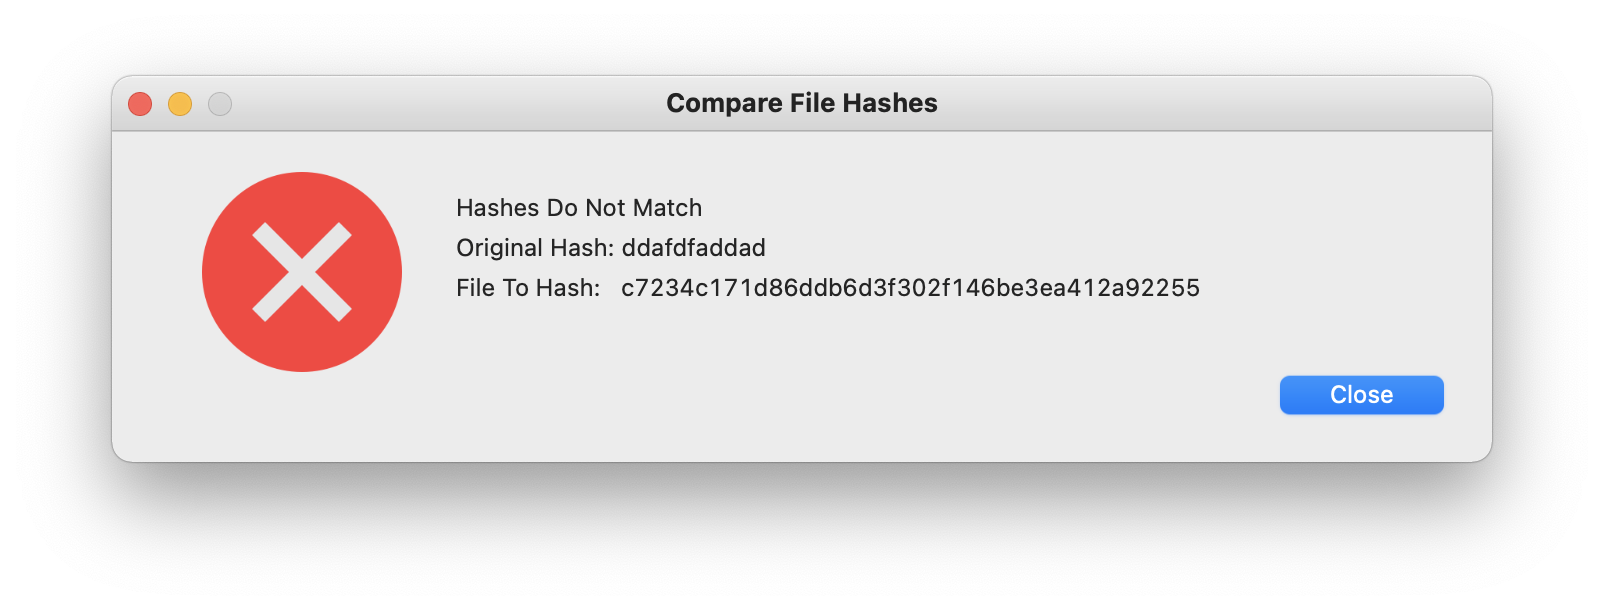 Compare File Hashes
Hashes Do Not Match
Original Hash: ddafdfaddad
File To Hash: c7234c171d86ddb6d3f302f146be3ea412a92255
Close